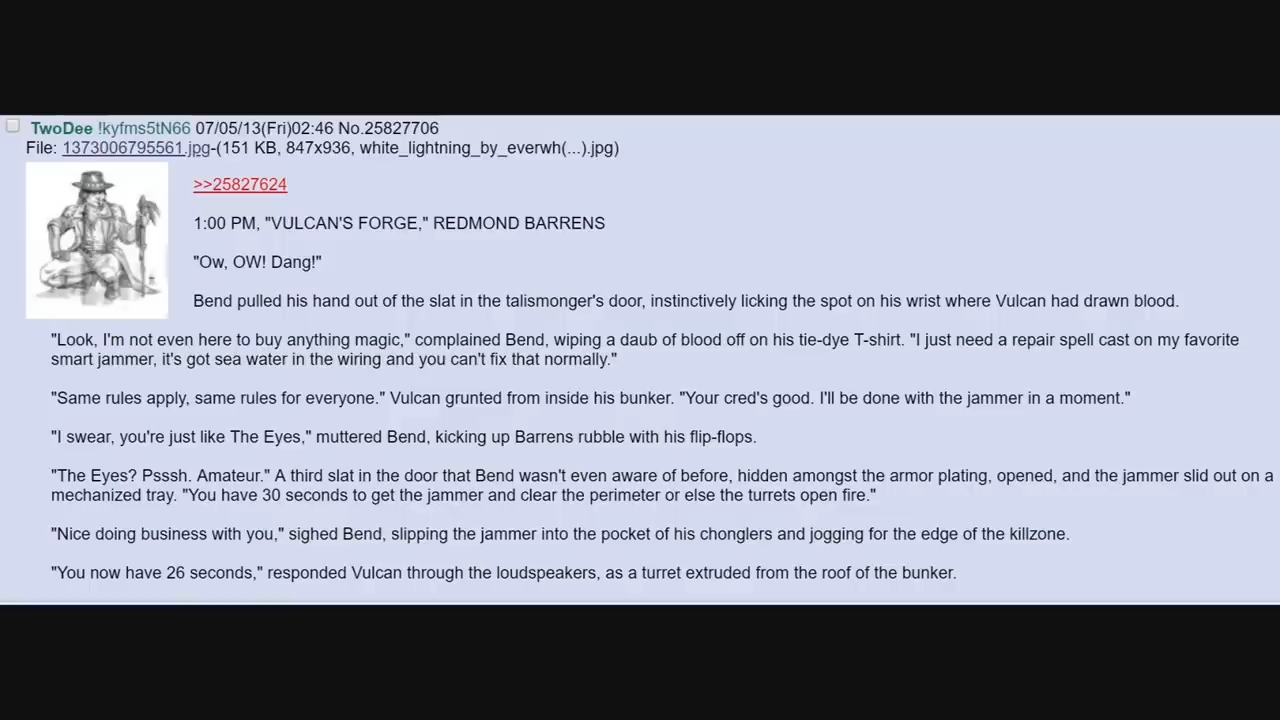 TwoDee !kyfms5tN66 07/05/13(Fri)02:46 No.25827706
File: 1373006795561.jpg-(151 KB, 847x936, white_lightning_by_everwh(...).jpg)
>>25827624
1:00 PM, "VULCAN'S FORGE," REDMOND BARRENS
"Ow, OW! Dang!"
Bend pulled his hand out of the slat in the talismonger's door, instinctively licking the spot on his wrist where Vulcan had drawn blood.
"Look, I'm not even here to buy anything magic," complained Bend, wiping a daub of blood off on his tie-dye T-shirt. "I just need a repair spell cast on my favorite
smart jammer, it's got sea water in the wiring and you can't fix that normally."
"Same rules apply, same rules for everyone." Vulcan grunted from inside his bunker. "Your cred's good. I'll be done with the jammer in a moment."
"I swear, you're just like The Eyes," muttered Bend, kicking up Barrens rubble with his flip-flops.
"The Eyes? Psssh. Amateur." A third slat in the door that Bend wasn't even aware of before, hidden amongst the armor plating, opened, and the jammer slid out on a
mechanized tray. "You have 30 seconds to get the jammer and clear the perimeter or else the turrets open fire."
"Nice doing business with you," sighed Bend, slipping the jammer into the pocket of his chonglers and jogging for the edge of the killzone.
"You now have 26 seconds," responded Vulcan through the loudspeakers, as a turret extruded from the roof of the bunker.